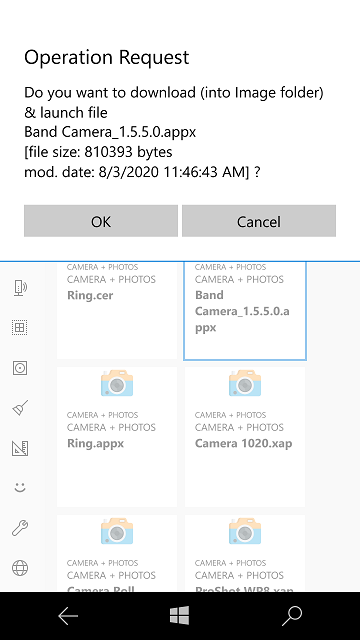 Operation Request
Do you want to download (into Image folder)
& launch file
Band Camera_1.5.5.0.appx
[file size: 810393 bytes
mod. date: 8/3/2020 11:46:43 AM] ?
OK
Cancel
CAMERA + PHOTOS
CAMERA + PHOTOS
Ring.cer
CAMERA + PHOTOS
CAMERA + PHOTOS
Band
Camera_1.5.5.0.a
ppx
CAMERA + PHOTOS
CAMERA + PHOTOS
Ring.appx
CAMERA + PHOTOS
CAMERA + PHOTOS
Camera 1020.xap
CAMERA + PHOTOS
CAMERA + PHOTOS
Camera Roll
CAMERA + PHOTOS
CAMERA + PHOTOS
ProShot WP8.xap